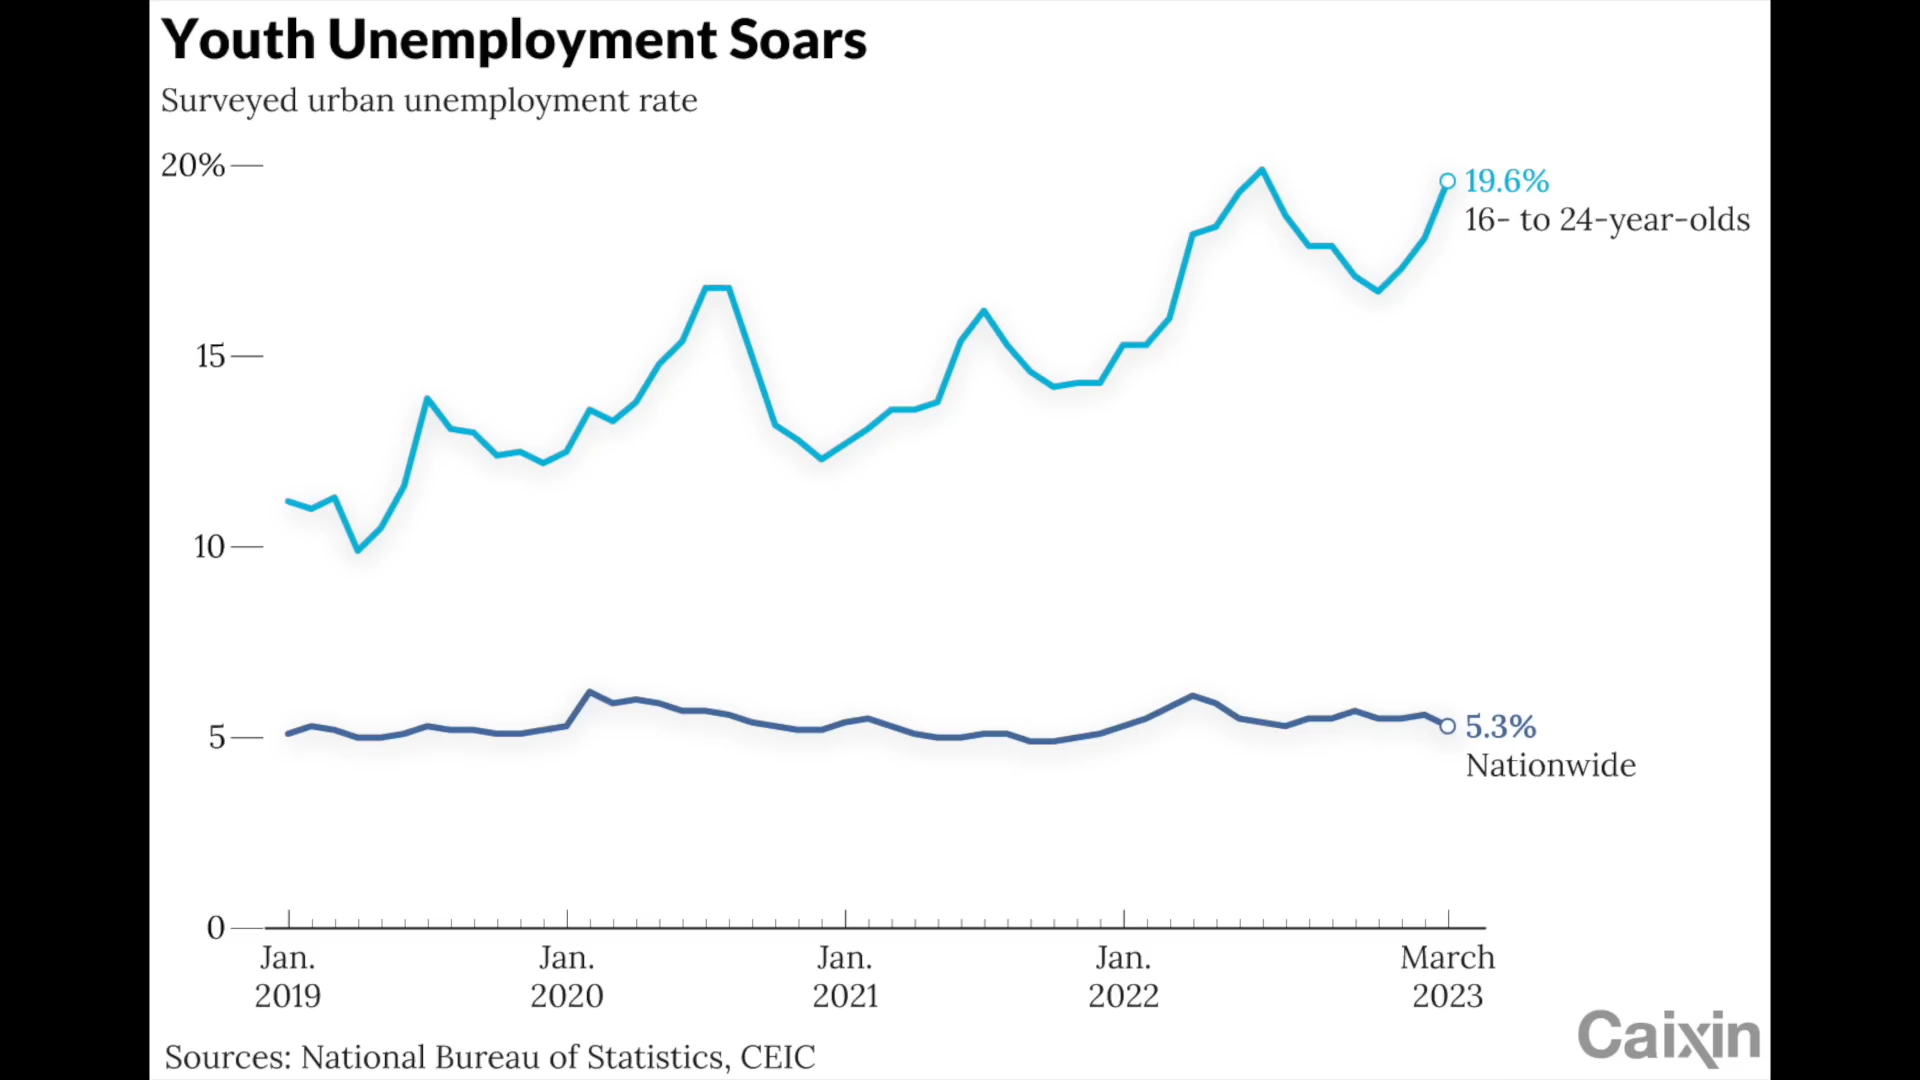 Youth Unemployment Soars
Surveyed urban unemployment rate
20%
19.6%
16- to 24-year-olds
15
10
5
5.3%
Nationwide
0
Jan. 2019
Jan. 2020
Jan. 2021
Jan. 2022
March 2023
Sources: National Bureau of Statistics, CEIC
Caixin